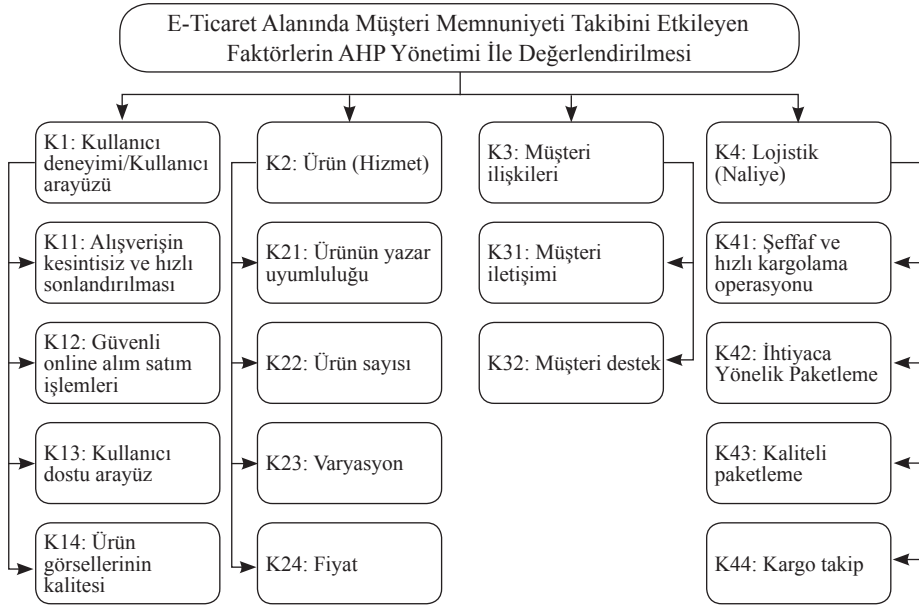 E-Ticaret Alanında Müşteri Memnuniyeti Takibini Etkileyen
Faktörlerin AHP Yönetimi İle Değerlendirilmesi
K1: Kullanıcı
deneyimi/Kullanıcı
arayüzü
K11: Alışverişin
kesintisiz ve hızlı
sonlandırılması
K12: Güvenli
online alım satım
işlemleri
K13: Kullanıcı
dostu arayüz
K14: Ürün
görsellerinin
kalitesi
K2: Ürün (Hizmet)
K21: Ürünün yazar
uyumluluğu
K22: Ürün sayısı
K23: Varyasyon
K24: Fiyat
K3: Müşteri
ilişkileri
K31: Müşteri
iletişimi
K32: Müşteri destek
K4: Lojistik
(Naliye)
K41: Şeffaf ve
hızlı kargolama
operasyonu
K42: İhtiyaca
Yönelik Paketleme
K43: Kaliteli
paketleme
K44: Kargo takip